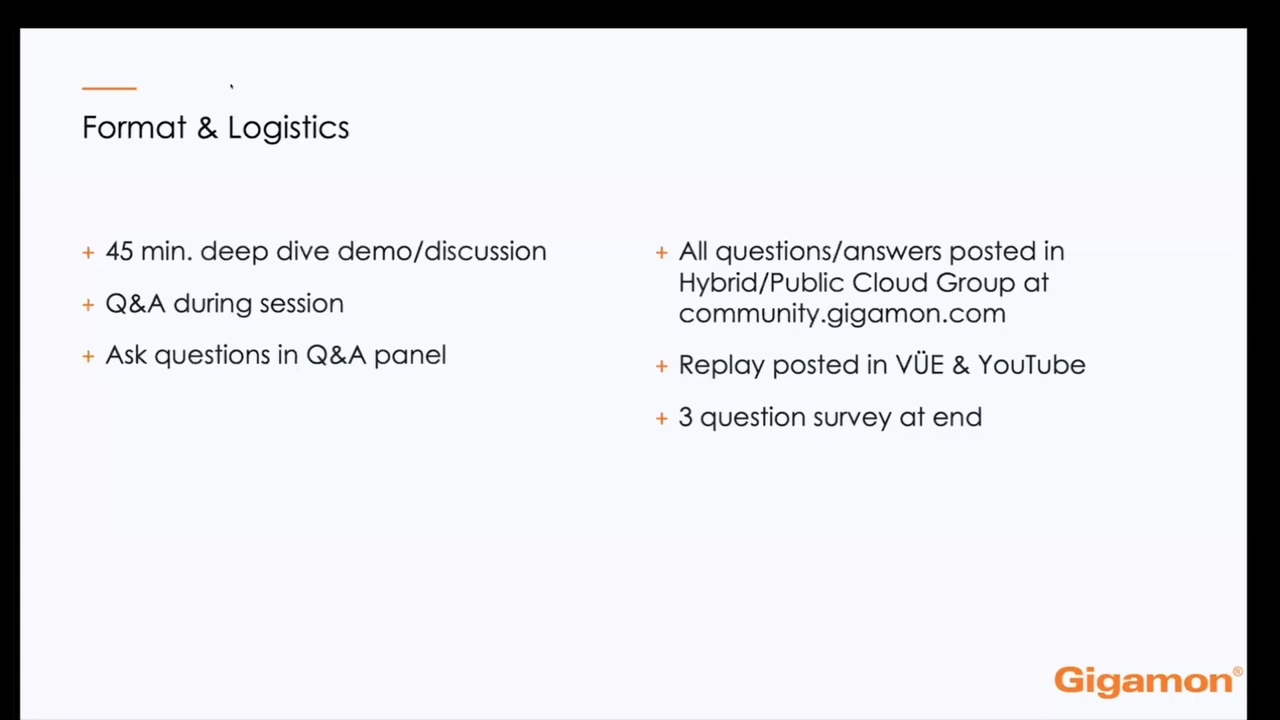 Format & Logistics
+ 45 min. deep dive demo/discussion
+ Q&A during session
+ Ask questions in Q&A panel
+ All questions/answers posted in
Hybrid/Public Cloud Group at
community.gigamon.com
+ Replay posted in VÜE & YouTube
+ 3 question survey at end
Gigamon®